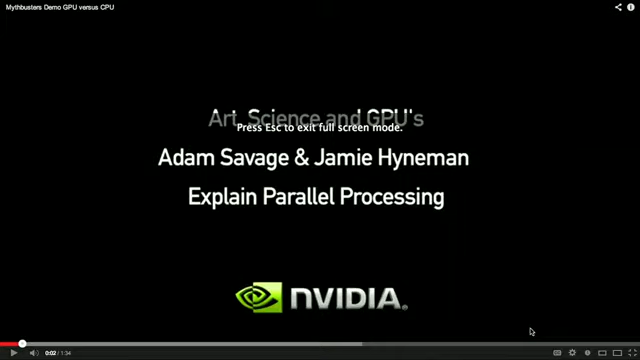 Mythbusters Demo GPU versus CPU
Art, Science and GPU's
Press Esc to exit full screen mode.
Adam Savage & Jamie Hyneman
Explain Parallel Processing
NVIDIA
0:02 / 1:34